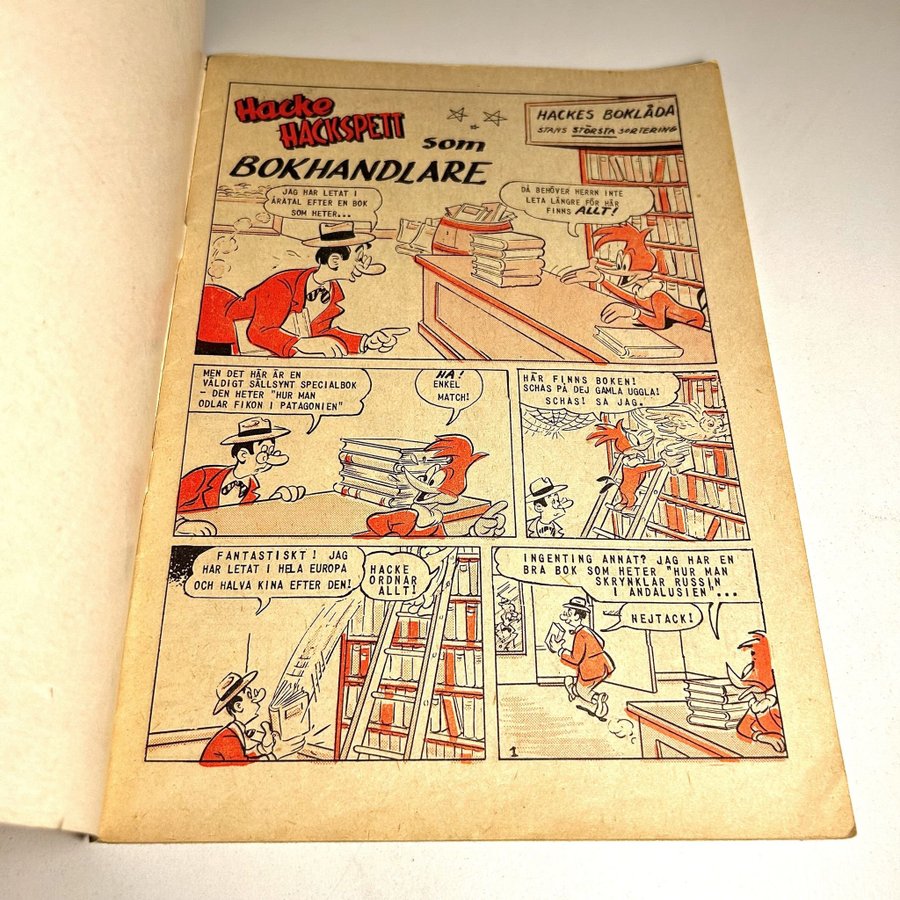 Hacke
HACKSPETT
som
BOKHANDLARE
HACKES BOKLÅDA
STANS STÖRSTA SORTERING
JAG HAR LETAT I
ÅRATAL EFTER EN BOK
SOM HETER...
DÅ BEHÖVER HERRN INTE
LETA LÄNGRE FÖR HÄR
FINNS ALLT!
MEN DET HÄR ÄR EN
VÄLDIGT SÄLLSYNT SPECIALBOK
- DEN HETER "HUR MAN
ODLAR FIKON I PATAGONIEN"
HA!
ENKEL
MATCH!
HÄR FINNS BOKEN!
SCHAS PÅ DEJ GAMLA UGGLA!
SCHAS! SA JAG.
FANTASTISKT! JAG
HAR LETAT I HELA EUROPA
OCH HALVA KINA EFTER DEN!
HACKE
ORDNAR
ALLT!
INGENTING ANNAT? JAG HAR EN
BRA BOK SOM HETER "HUR MAN
SKRYNKLAR RUSSIN
I ANDALUSIEN"...
NEJTACK!
1